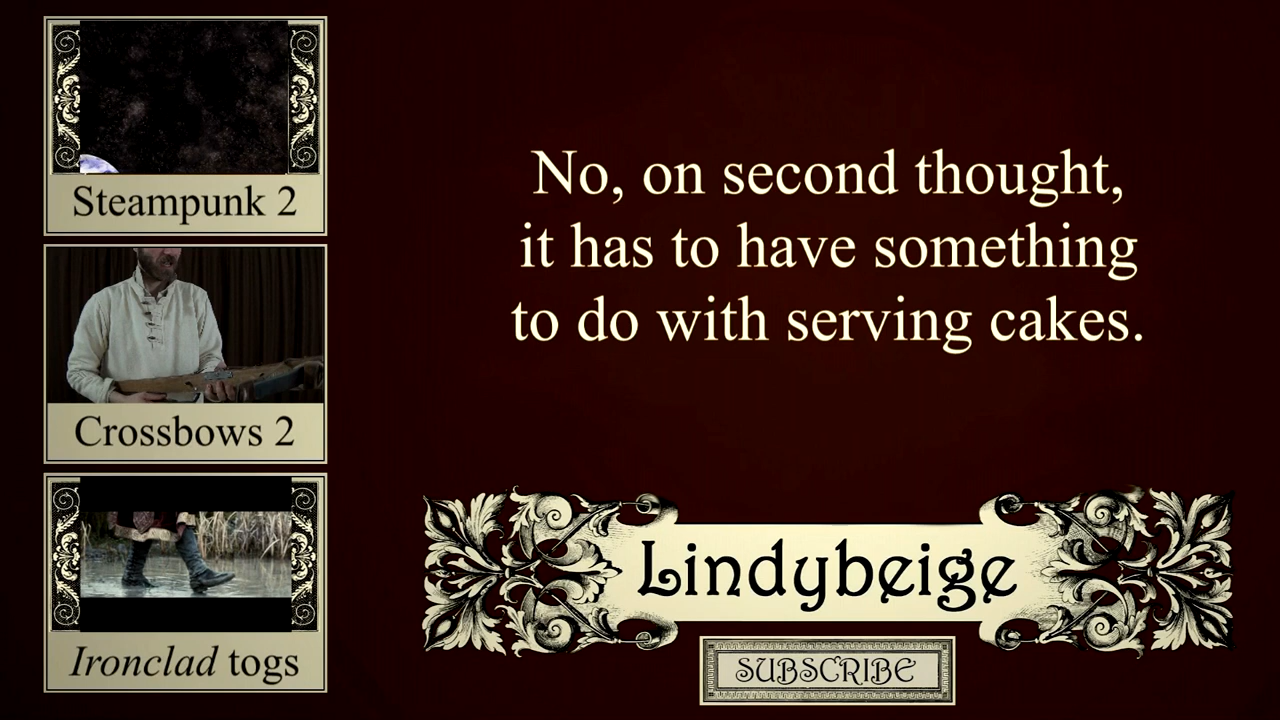 Steampunk 2
Crossbows 2
Ironclad togs
No, on second thought,
it has to have something
to do with serving cakes.
Lindybeige
SUBSCRIBE